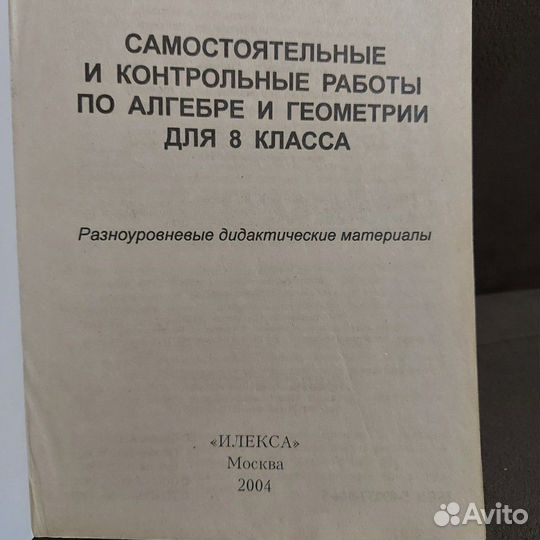 САМОСТОЯТЕЛЬНЫЕ
И КОНТРОЛЬНЫЕ РАБОТЫ
ПО АЛГЕБРЕ И ГЕОМЕТРИИ
ДЛЯ 8 КЛАССА
Разноуровневые дидактические материалы
«ИЛЕКСА»
Москва
2004
Avito